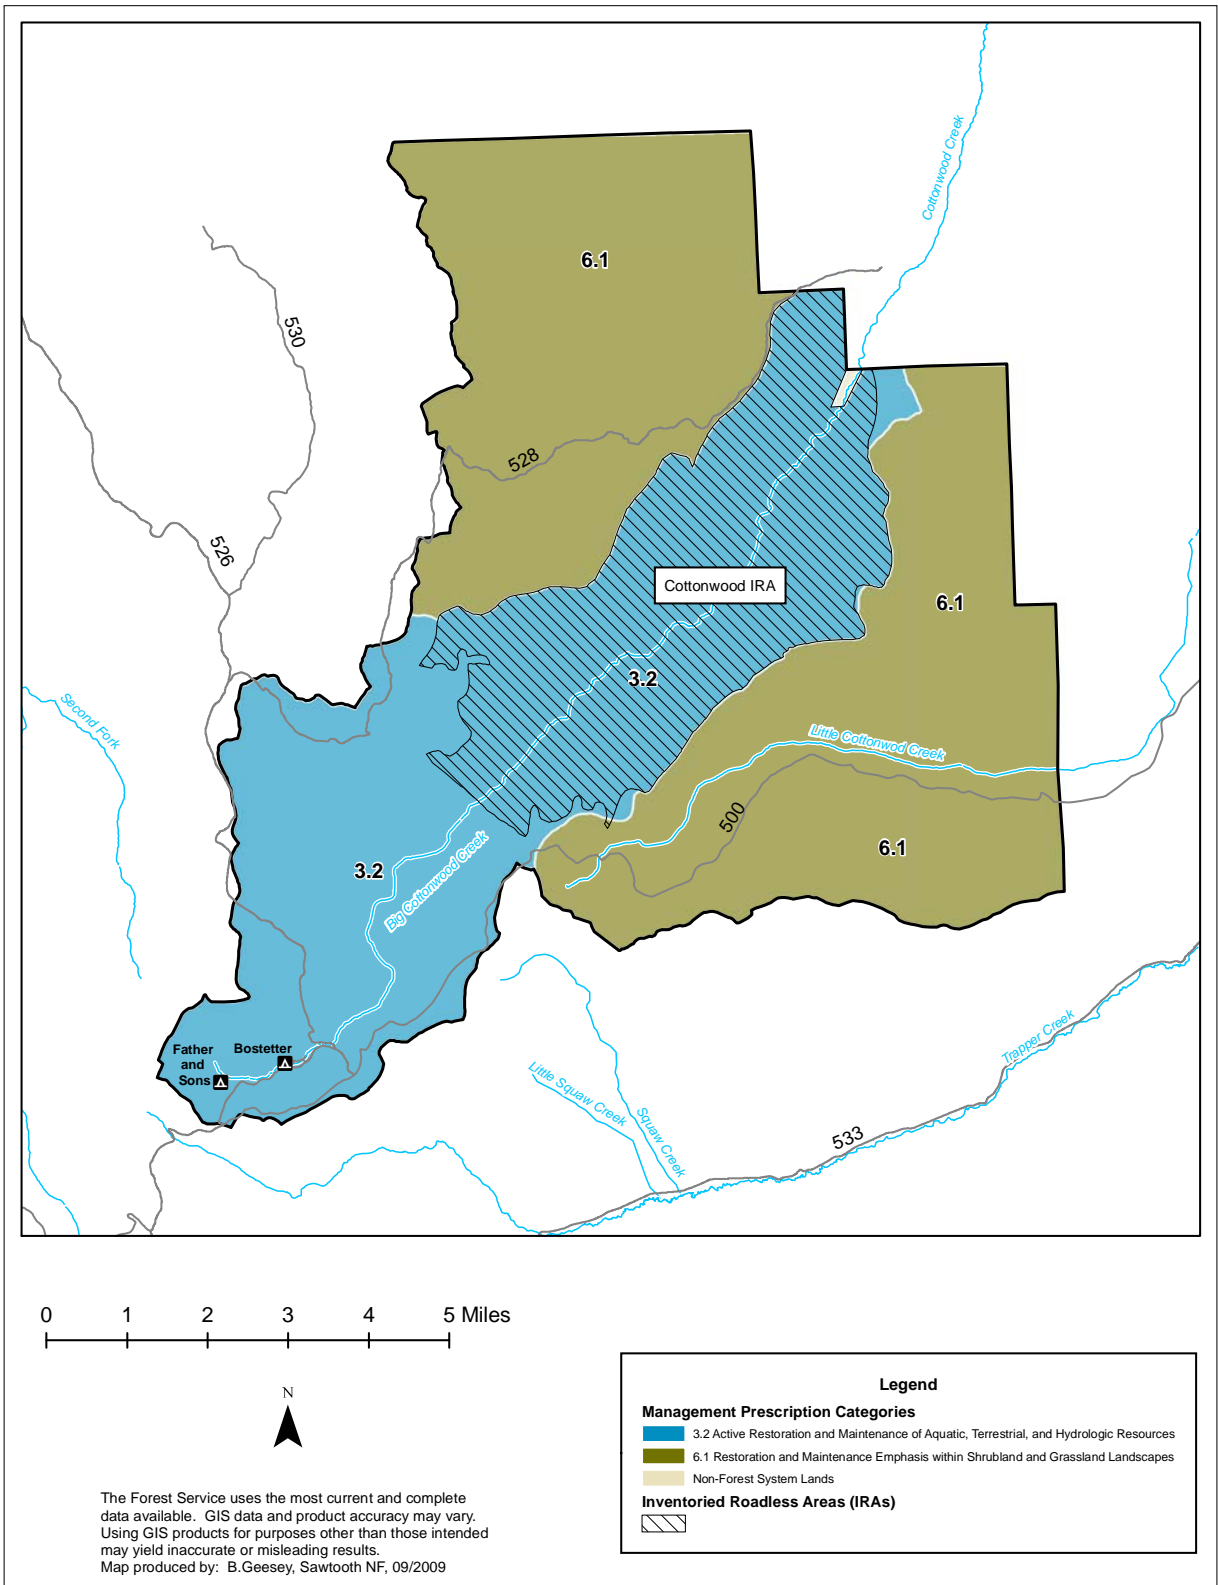 Cottonwood Creek
6.1
530
528
526
Cottonwood IRA
6.1
3.2
Second Fork
Little Cottonwod Creek
500
6.1
3.2
Big Cottonwood Creek
Father
and
Sons
Bostetter
Trapper Creek
Little Squaw Creek
Squaw Creek
533
0 1 2 3 4 5 Miles
N
The Forest Service uses the most current and complete
data available. GIS data and product accuracy may vary.
Using GIS products for purposes other than those intended
may yield inaccurate or misleading results.
Map produced by: B.Geesey, Sawtooth NF, 09/2009
Legend
Management Prescription Categories
3.2 Active Restoration and Maintenance of Aquatic, Terrestrial, and Hydrologic Resources
6.1 Restoration and Maintenance Emphasis within Shrubland and Grassland Landscapes
Non-Forest System Lands
Inventoried Roadless Areas (IRAs)